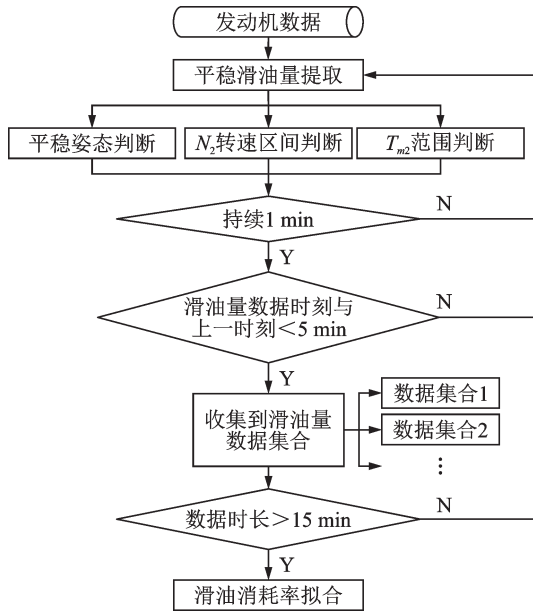 发动机数据
平稳滑油量提取
平稳姿态判断
N₂转速区间判断
Tm2范围判断
持续1 min
N
Y
滑油量数据时刻与
上一时刻<5 min
N
Y
收集到滑油量
数据集合
数据集合1
数据集合2
⋮
数据时长>15 min
N
Y
滑油消耗率拟合